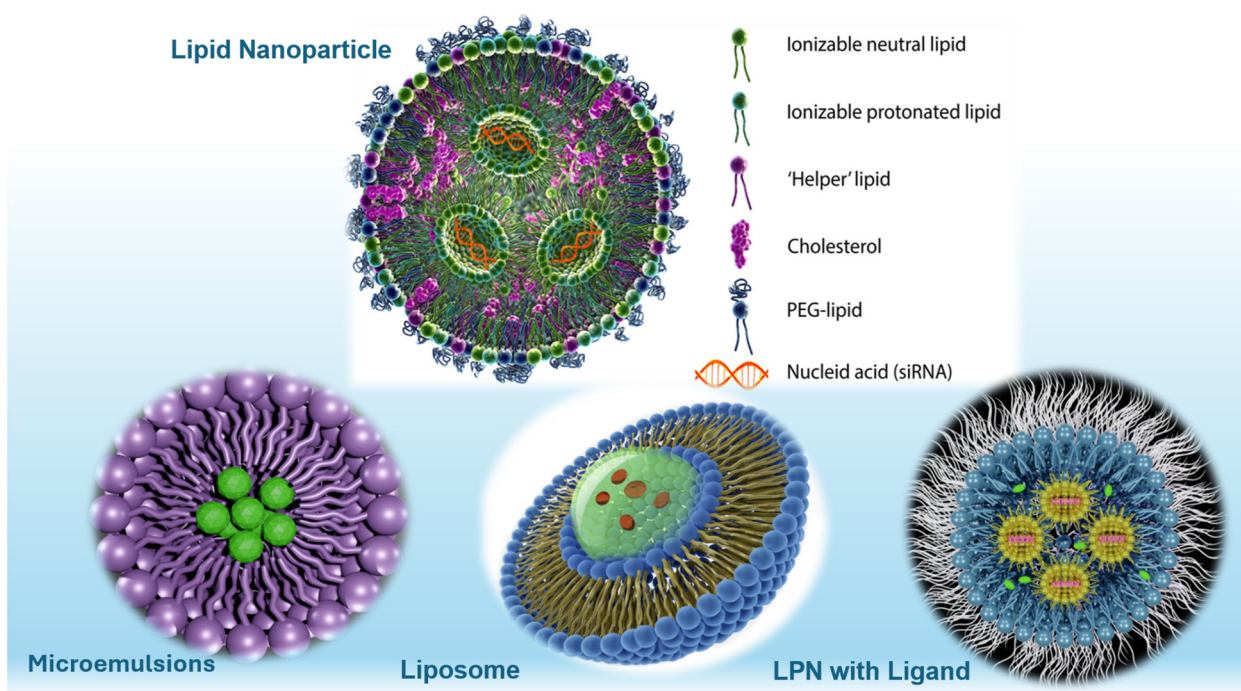 Lipid Nanoparticle
Ionizable neutral lipid
Ionizable protonated lipid
'Helper' lipid
Cholesterol
PEG-lipid
Nucleid acid (siRNA)
Microemulsions
Liposome
LPN with Ligand